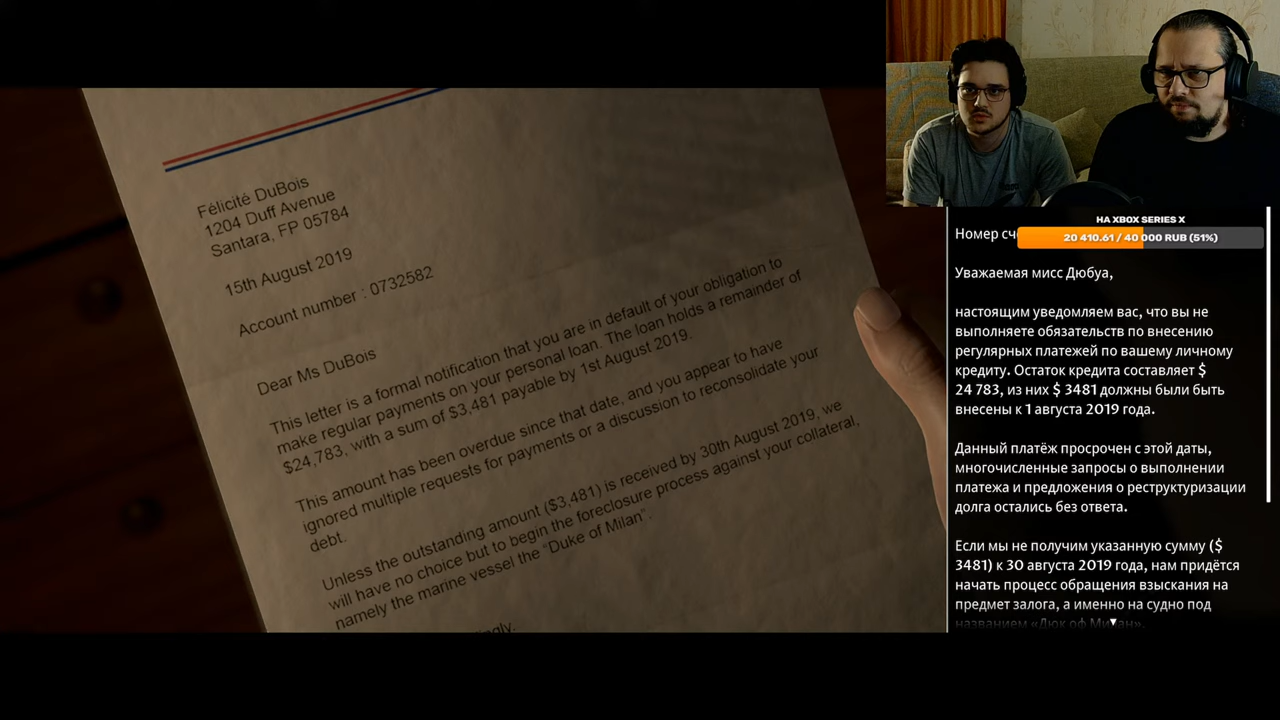 Félicité DuBois
1204 Duff Avenue
Santara, FP 05784
15th August 2019
Account number : 0732582
Dear Ms DuBois
This letter is a formal notification that you are in default of your obligation to
make regular payments on your personal loan. The loan holds a remainder of
$24,783, with a sum of $3,481 payable by 1st August 2019.
This amount has been overdue since that date, and you appear to have
ignored multiple requests for payments or a discussion to reconsolidate your
debt.
Unless the outstanding amount ($3,481) is received by 30th August 2019, we
will have no choice but to begin the foreclosure process against your collateral,
namely the marine vessel the "Duke of Milan".
НА XBOX SERIES X
20 410.61 / 40 000 RUB (51%)
Номер
Уважаемая мисс Дюбуа,
настоящим уведомляем вас, что вы не
выполняете обязательств по внесению
регулярных платежей по вашему личному
кредиту. Остаток кредита составляет $
24 783, из них $ 3481 должны были быть
внесены к 1 августа 2019 года.
Данный платёж просрочен с этой даты,
многочисленные запросы о выполнении
платежа и предложения о реструктуризации
долга остались без ответа.
Если мы не получим указанную сумму ($
3481) к 30 августа 2019 года, нам придётся
начать процесс обращения взыскания на
предмет залога, а именно на судно под
названием «Дюк оф Милан».